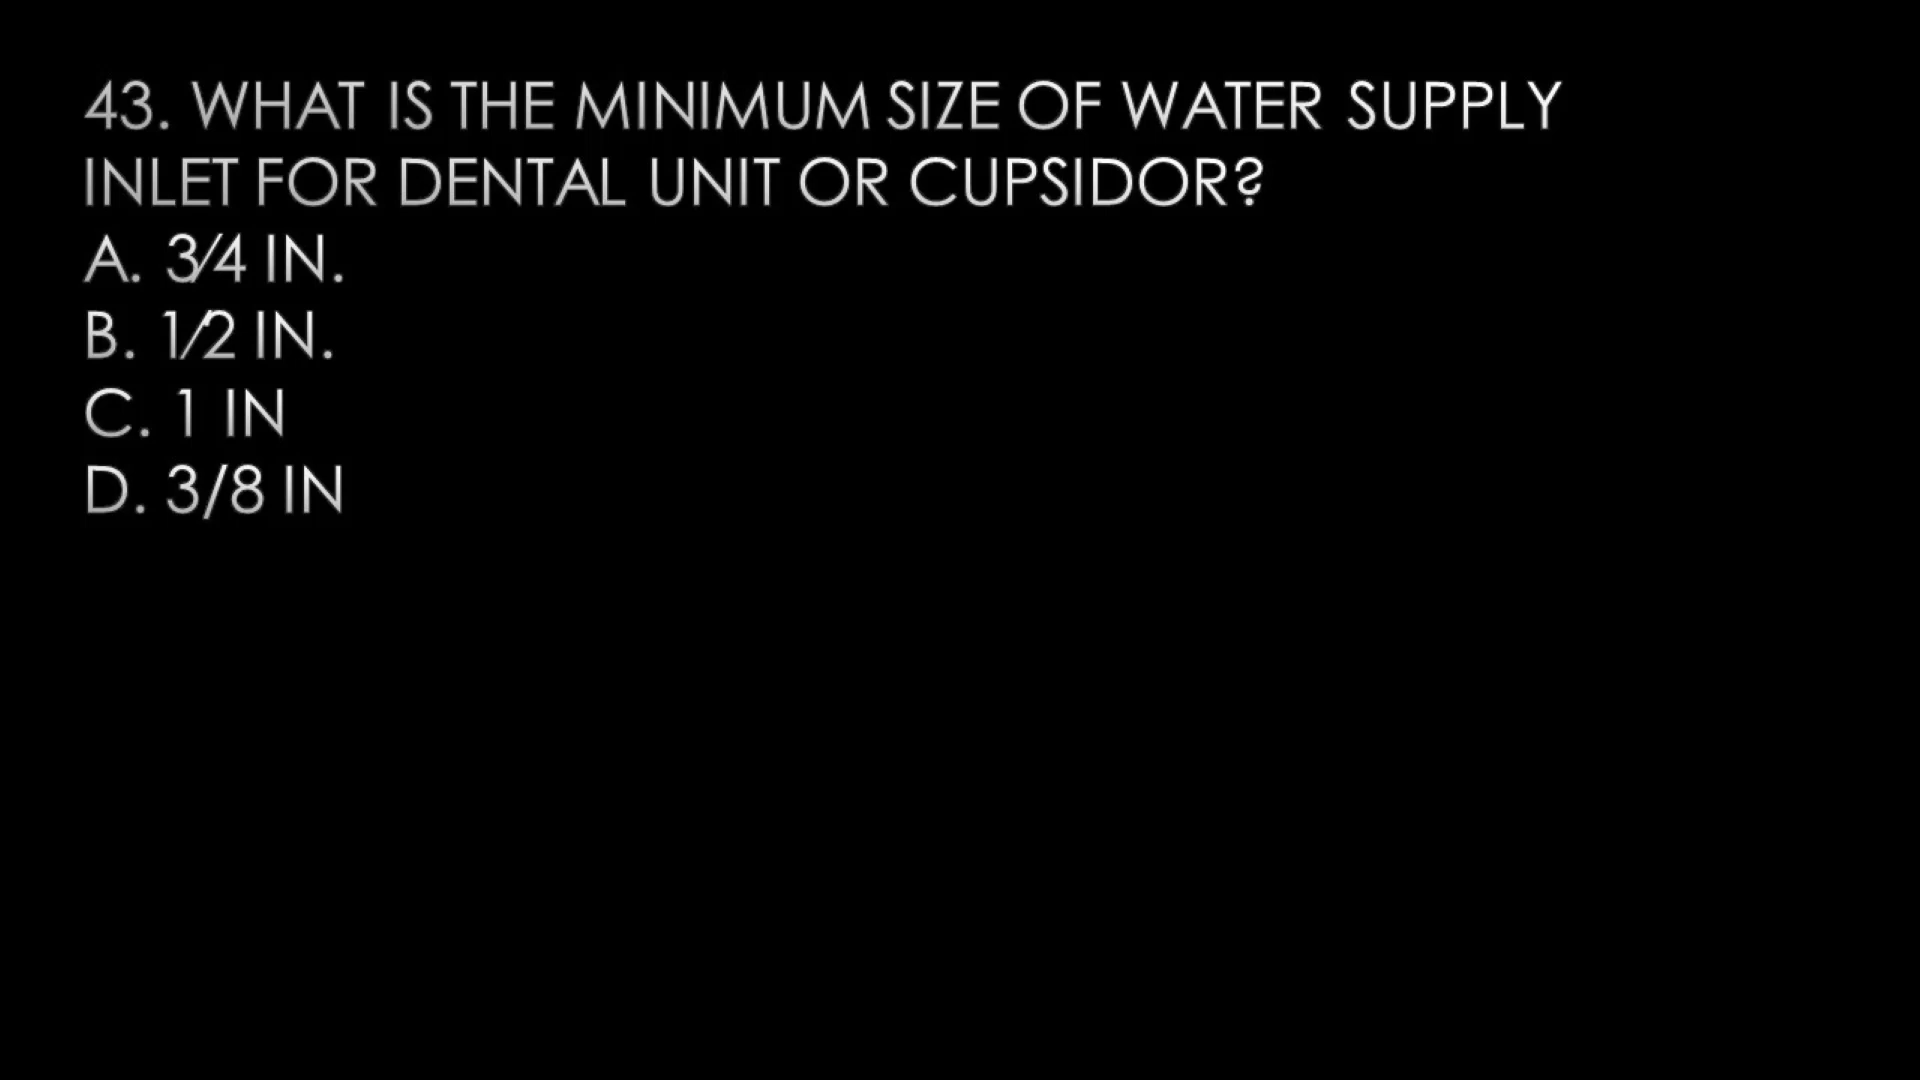 43. WHAT IS THE MINIMUM SIZE OF WATER SUPPLY
INLET FOR DENTAL UNIT OR CUPSIDOR?
A. 3⁄4 IN.
B. 1⁄2 IN.
C. 1 IN
D. 3/8 IN